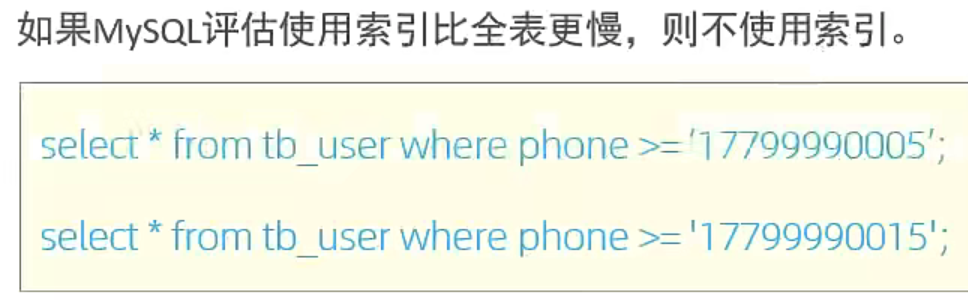 如果MySQL评估使用索引比全表更慢，则不使用索引。
select * from tb_user where phone >= '17799990005';
select * from tb_user where phone >= '17799990015';